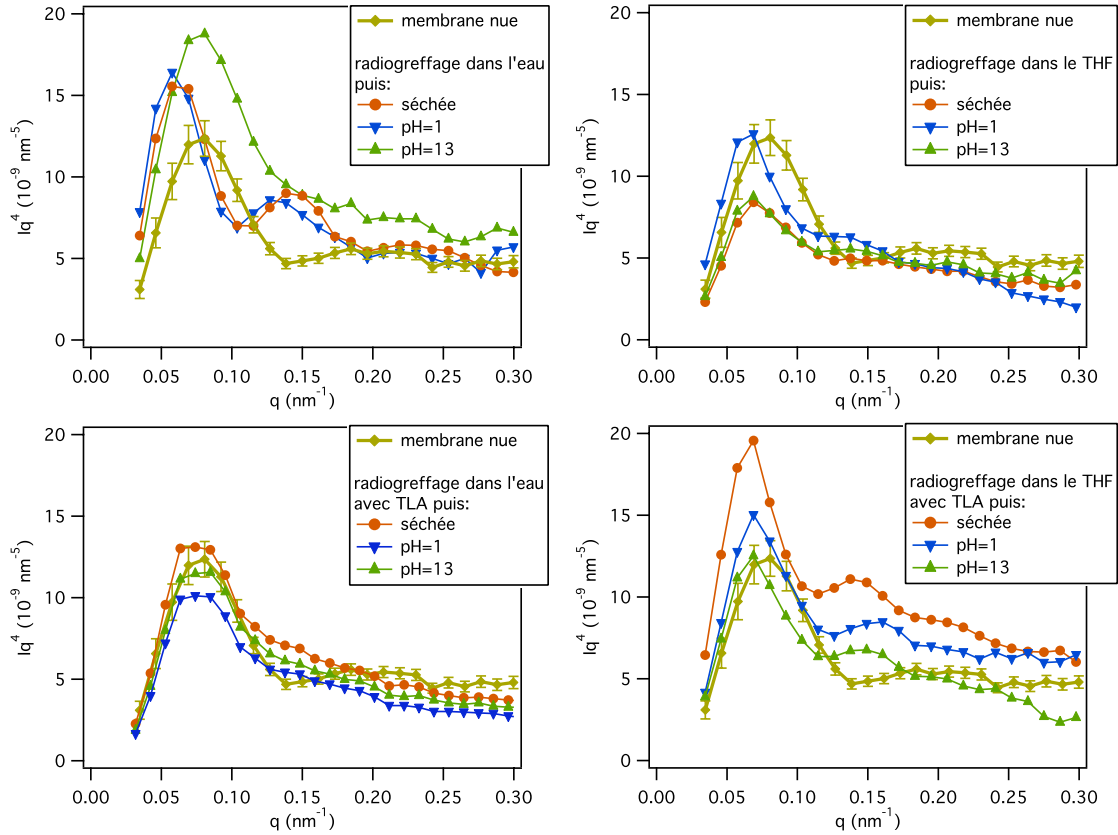 20
15
10
5
0
Iq⁴ (10⁻⁹ nm⁻⁵)
0.00 0.05 0.10 0.15 0.20 0.25 0.30
q (nm⁻¹)
membrane nue
radiogreffage dans l'eau
puis:
séchée
pH=1
pH=13
20
15
10
5
0
Iq⁴ (10⁻⁹ nm⁻⁵)
0.00 0.05 0.10 0.15 0.20 0.25 0.30
q (nm⁻¹)
membrane nue
radiogreffage dans le THF
puis:
séchée
pH=1
pH=13
20
15
10
5
0
Iq⁴ (10⁻⁹ nm⁻⁵)
0.00 0.05 0.10 0.15 0.20 0.25 0.30
q (nm⁻¹)
membrane nue
radiogreffage dans l'eau
avec TLA puis:
séchée
pH=1
pH=13
20
15
10
5
0
Iq⁴ (10⁻⁹ nm⁻⁵)
0.00 0.05 0.10 0.15 0.20 0.25 0.30
q (nm⁻¹)
membrane nue
radiogreffage dans le THF
avec TLA puis:
séchée
pH=1
pH=13